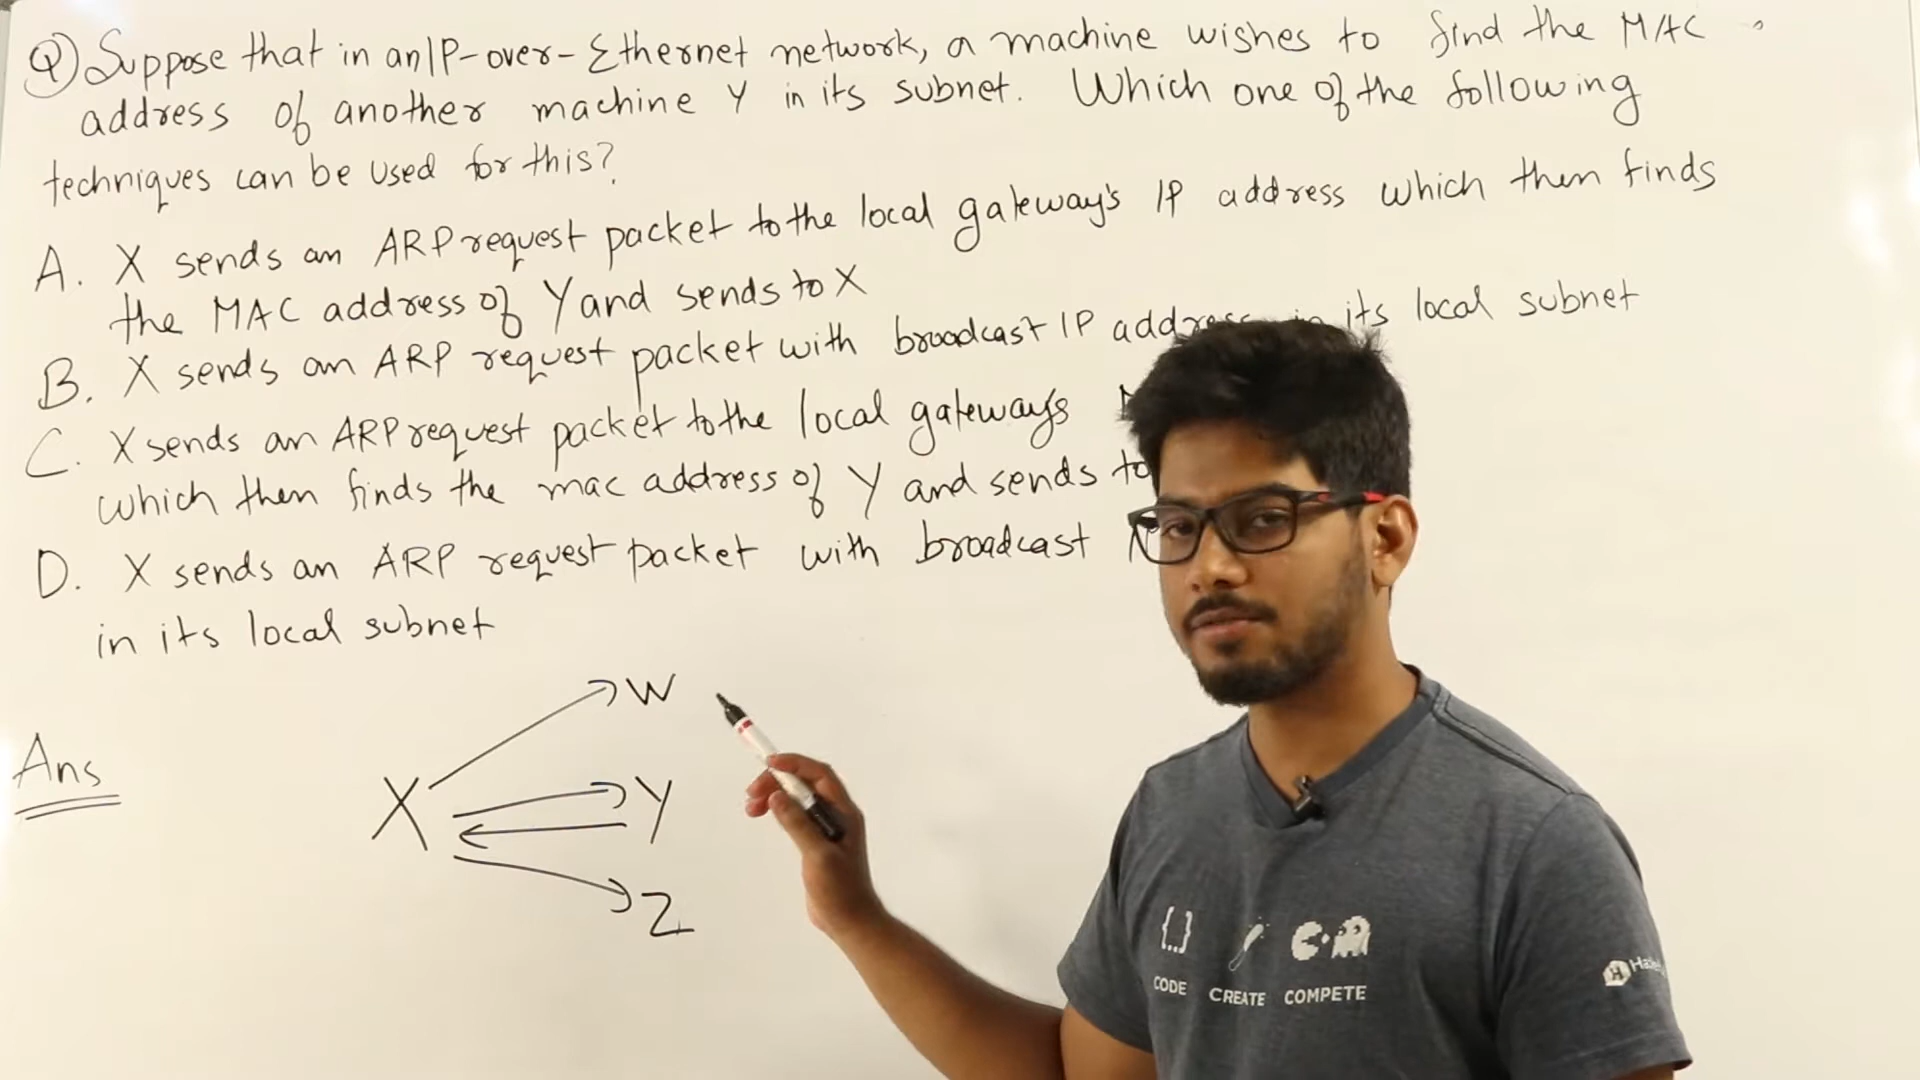 Q) Suppose that in an IP-over-Ethernet network, a machine wishes to find the MAC
address of another machine Y in its subnet. Which one of the following
techniques can be used for this?
A. X sends an ARP request packet to the local gateway's IP address which then finds
the MAC address of Y and sends to X
B. X sends an ARP request packet with broadcast IP address in its local subnet
C. X sends an ARP request packet to the local gateways
which then finds the mac address of Y and sends to
D. X sends an ARP request packet with broadcast
in its local subnet
Ans
W
X
Y
Z
{...}
CODE CREATE COMPETE
H